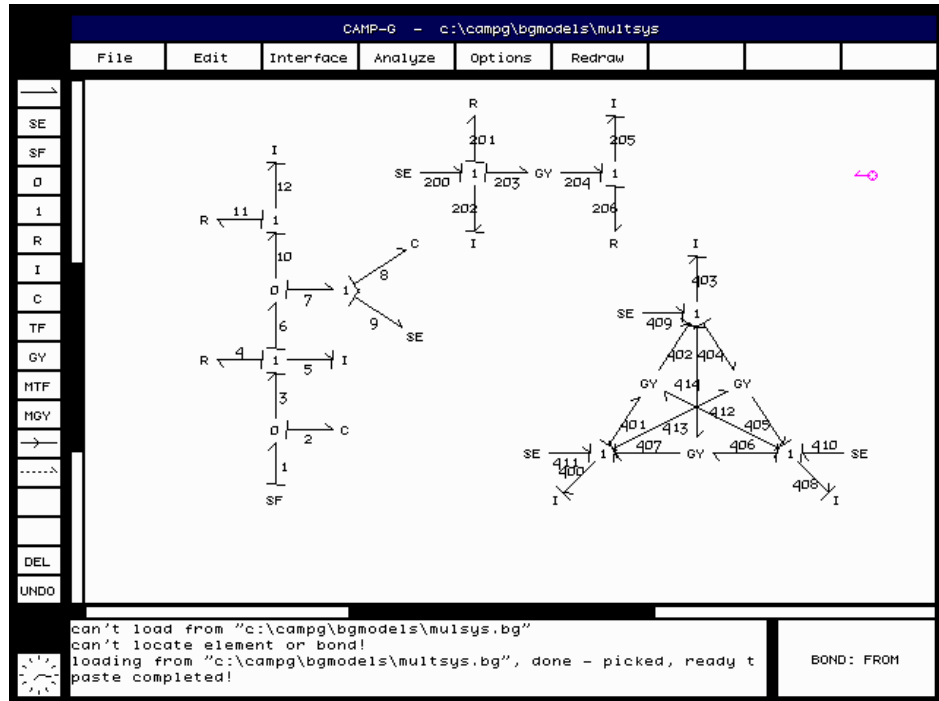 CAMP-G – c:\campg\bgmodels\multsys
File Edit Interface Analyze Options Redraw
SE
SF
0
1
R
I
C
TF
GY
MTF
MGY
DEL
UNDO
I
12
R 11 1
10
0 7 1 8 C
9 SE
6
R 4 1 5 I
3
0 2 C
1
SF
R I
201 205
SE 200 1 203 GY 204 1
202 206
I R
I
403
SE 409 1
402 404
GY 414 GY
412
401 413 405
SE 411 1 407 GY 406 1 410 SE
400 408
I I
can't load from "c:\campg\bgmodels\mulsys.bg"
can't locate element or bond!
loading from "c:\campg\bgmodels\multsys.bg", done – picked, ready t
paste completed!
BOND: FROM